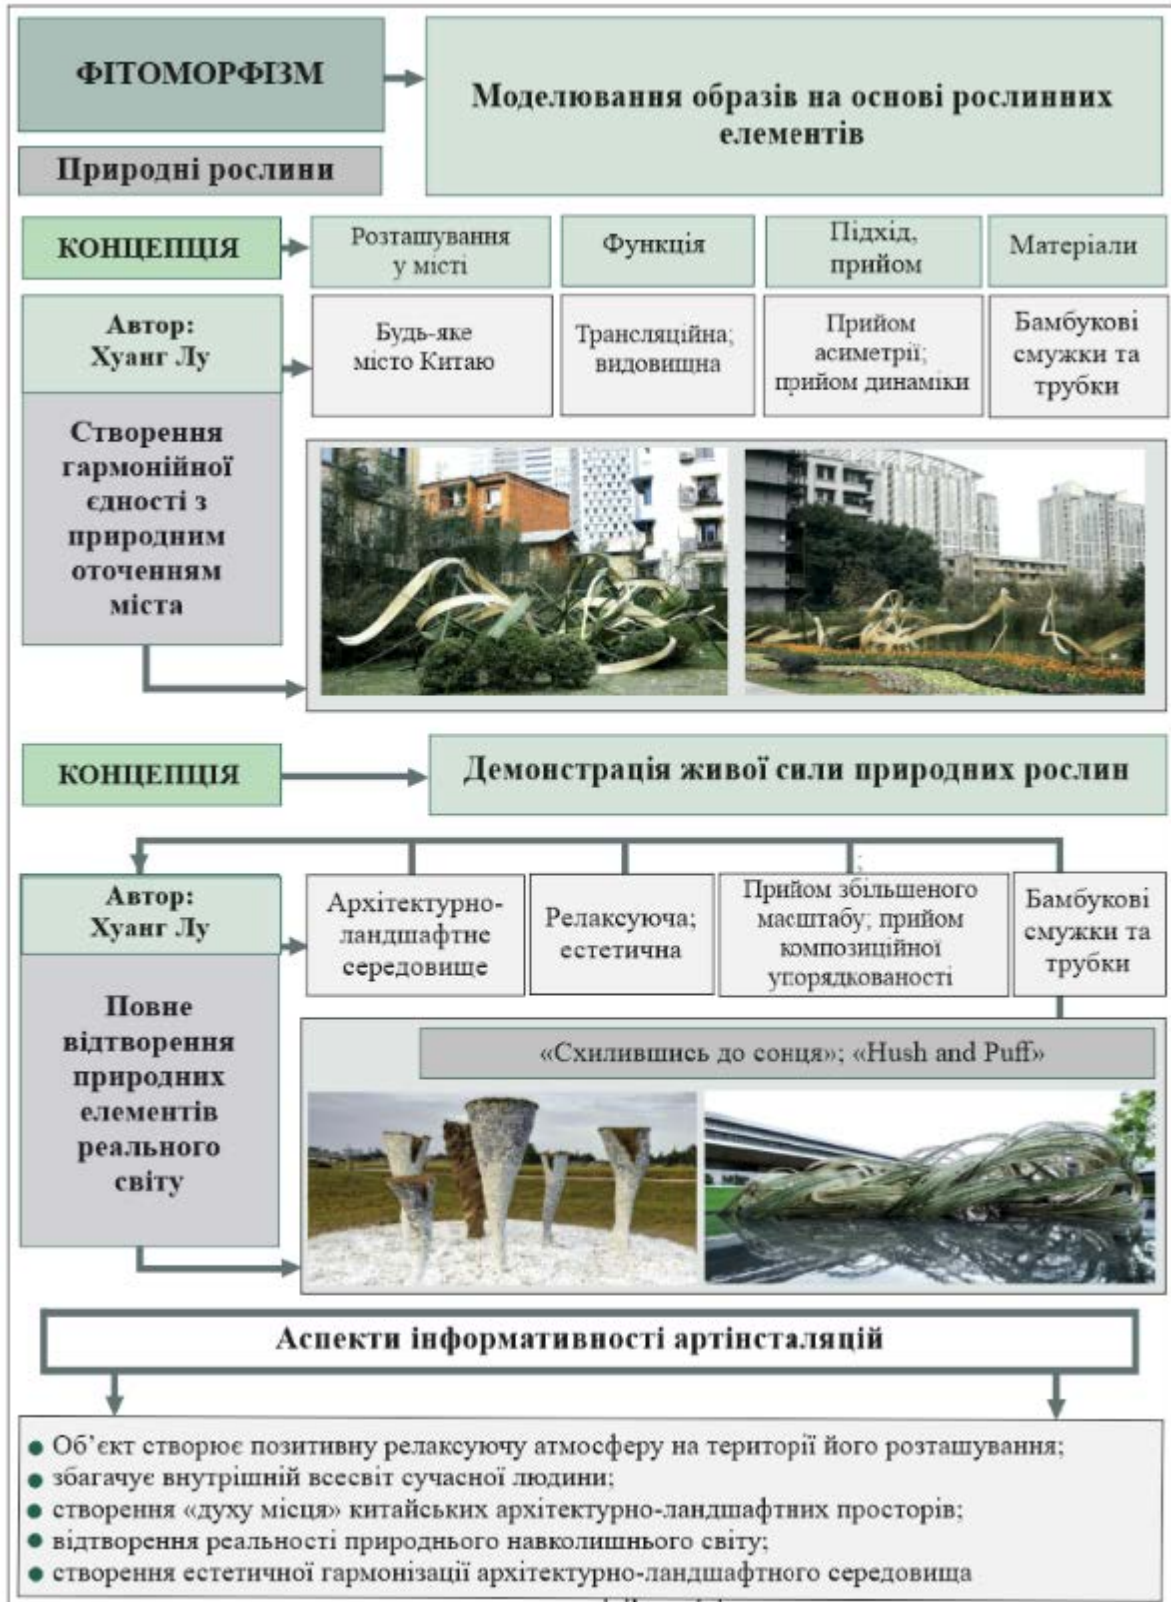 ФІТОМОРФІЗМ
Моделювання образів на основі рослинних
елементів
Природні рослини
КОНЦЕПЦІЯ
Розташування
у місті
Функція
Підхід,
прийом
Матеріали
Автор:
Хуанг Лу
Будь-яке
місто Китаю
Трансляційна;
видовищна
Прийом
асиметрії;
прийом динаміки
Бамбукові
смужки та
трубки
Створення
гармонійної
єдності з
природним
оточенням
міста
КОНЦЕПЦІЯ
Демонстрація живої сили природних рослин
;
Автор:
Хуанг Лу
Архітектурно-
ландшафтне
середовище
Релаксуюча;
естетична
Прийом збільшеного
масштабу; прийом
композиційної
упорядкованості
Бамбукові
смужки та
трубки
Повне
відтворення
природних
елементів
реального
світу
«Схилившись до сонця»; «Hush and Puff»
Аспекти інформативності артінсталяцій
● Об’єкт створює позитивну релаксуючу атмосферу на території його розташування;
● збагачує внутрішній всесвіт сучасної людини;
● створення «духу місця» китайських архітектурно-ландшафтних просторів;
● відтворення реальності природнього навколишнього світу;
● створення естетичної гармонізації архітектурно-ландшафтного середовища